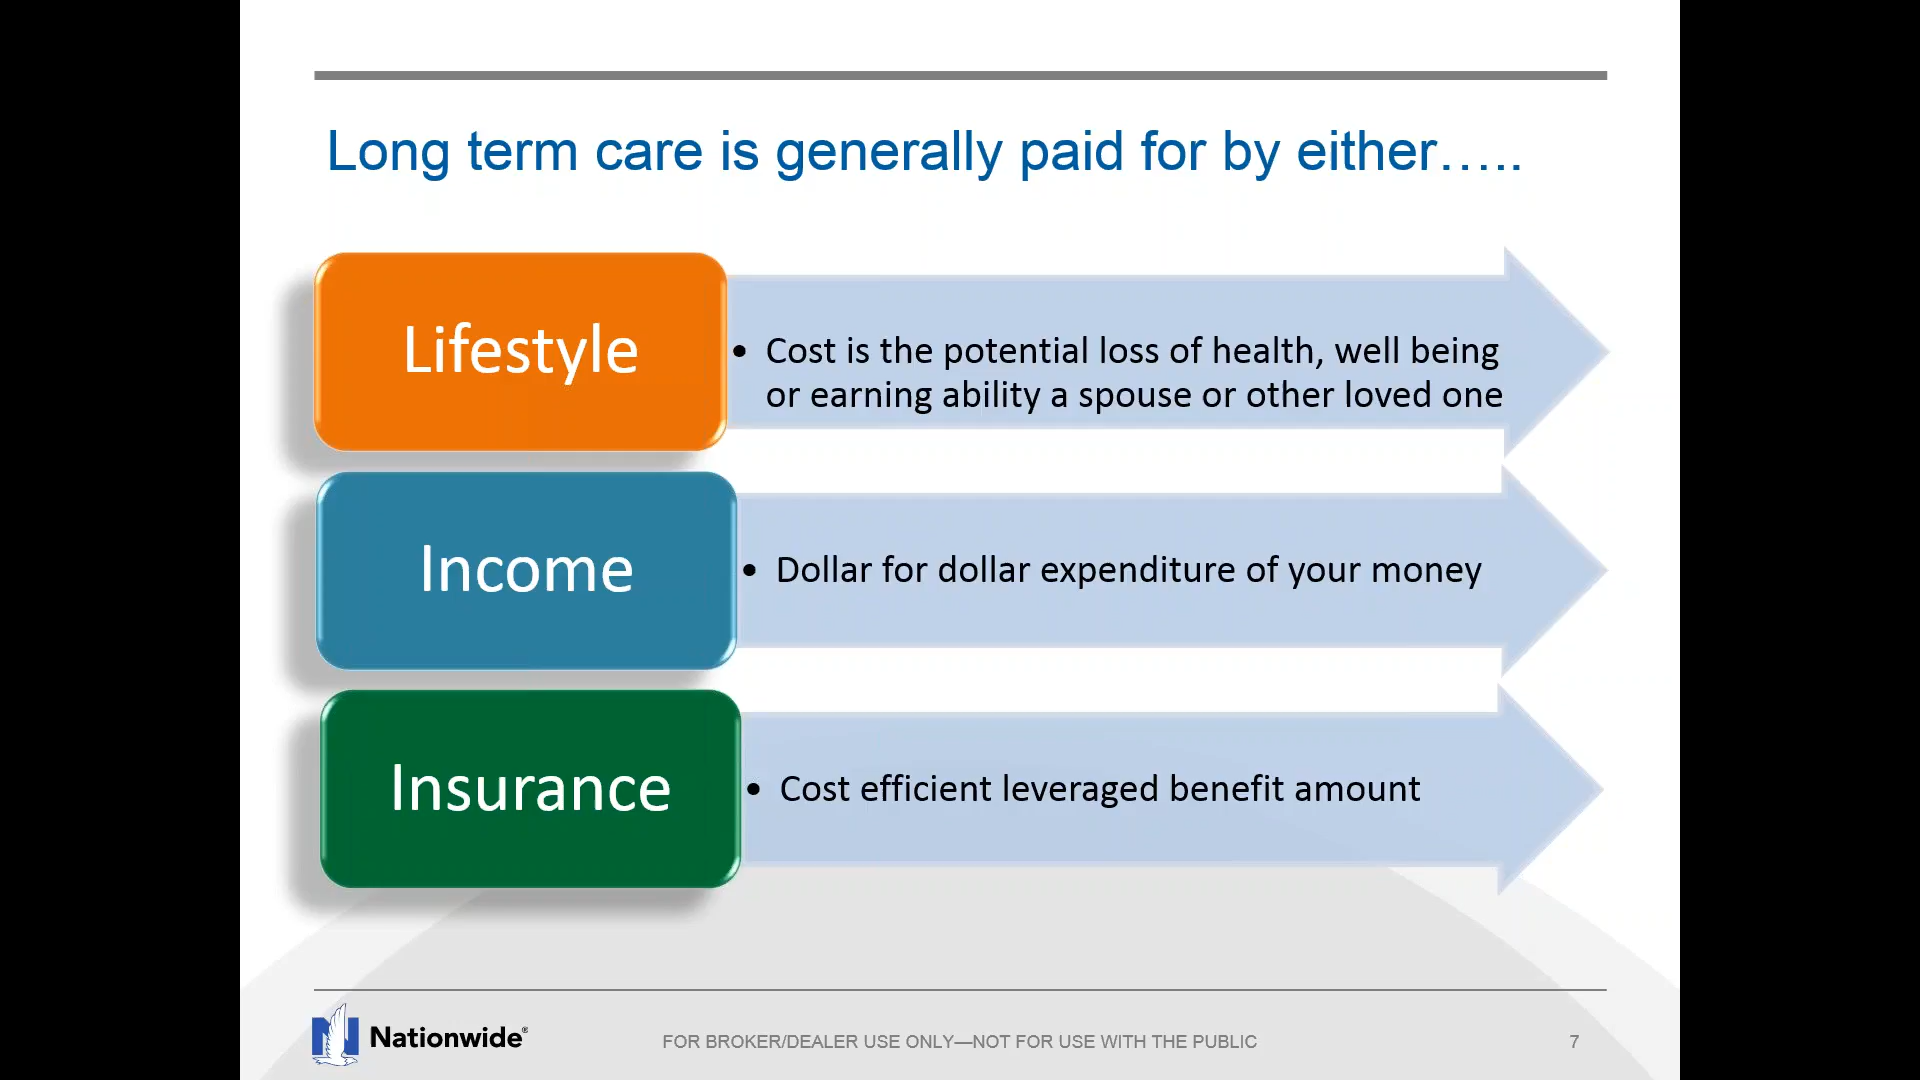 Long term care is generally paid for by either…..
Lifestyle
• Cost is the potential loss of health, well being
or earning ability a spouse or other loved one
Income
• Dollar for dollar expenditure of your money
Insurance
• Cost efficient leveraged benefit amount
Nationwide®
FOR BROKER/DEALER USE ONLY—NOT FOR USE WITH THE PUBLIC
7